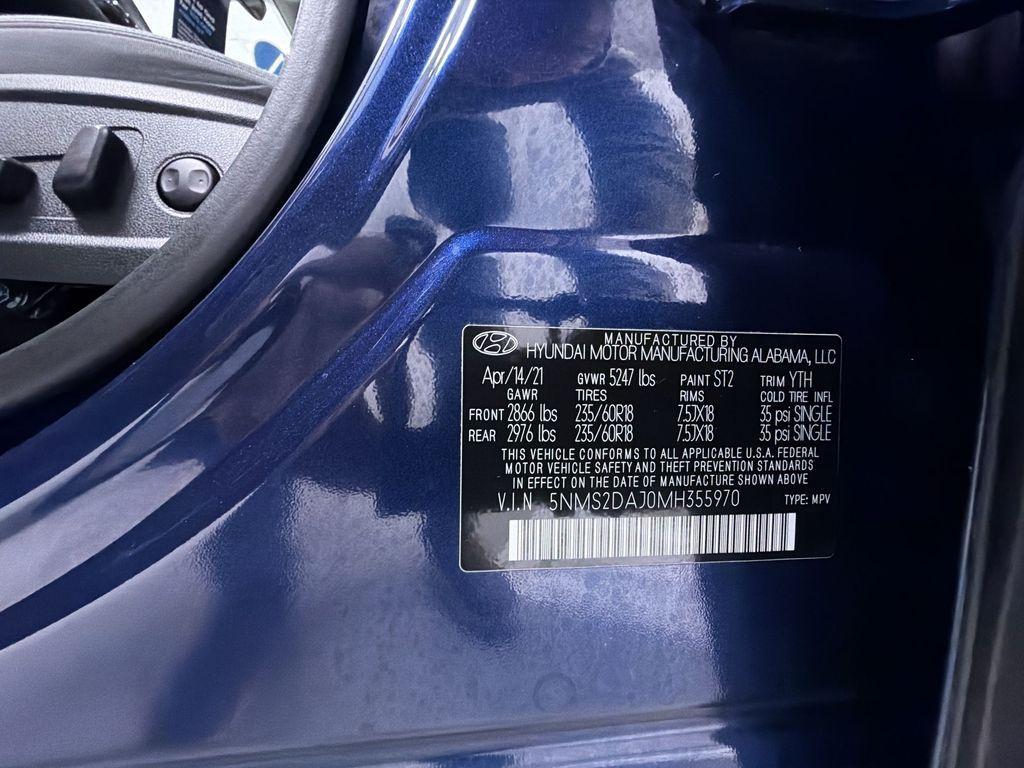 MANUFACTURED BY
HYUNDAI MOTOR MANUFACTURING ALABAMA, LLC
Apr/14/21 GVWR 5247 lbs PAINT ST2 TRIM YTH
GAWR TIRES RIMS COLD TIRE INFL
FRONT 2866 lbs 235/60R18 7.5JX18 35 psi SINGLE
REAR 2976 lbs 235/60R18 7.5JX18 35 psi SINGLE
THIS VEHICLE CONFORMS TO ALL APPLICABLE U.S.A. FEDERAL
MOTOR VEHICLE SAFETY AND THEFT PREVENTION STANDARDS
IN EFFECT ON THE DATE OF MANUFACTURE SHOWN ABOVE
V.I.N 5NMS2DAJ0MH355970 TYPE: MPV